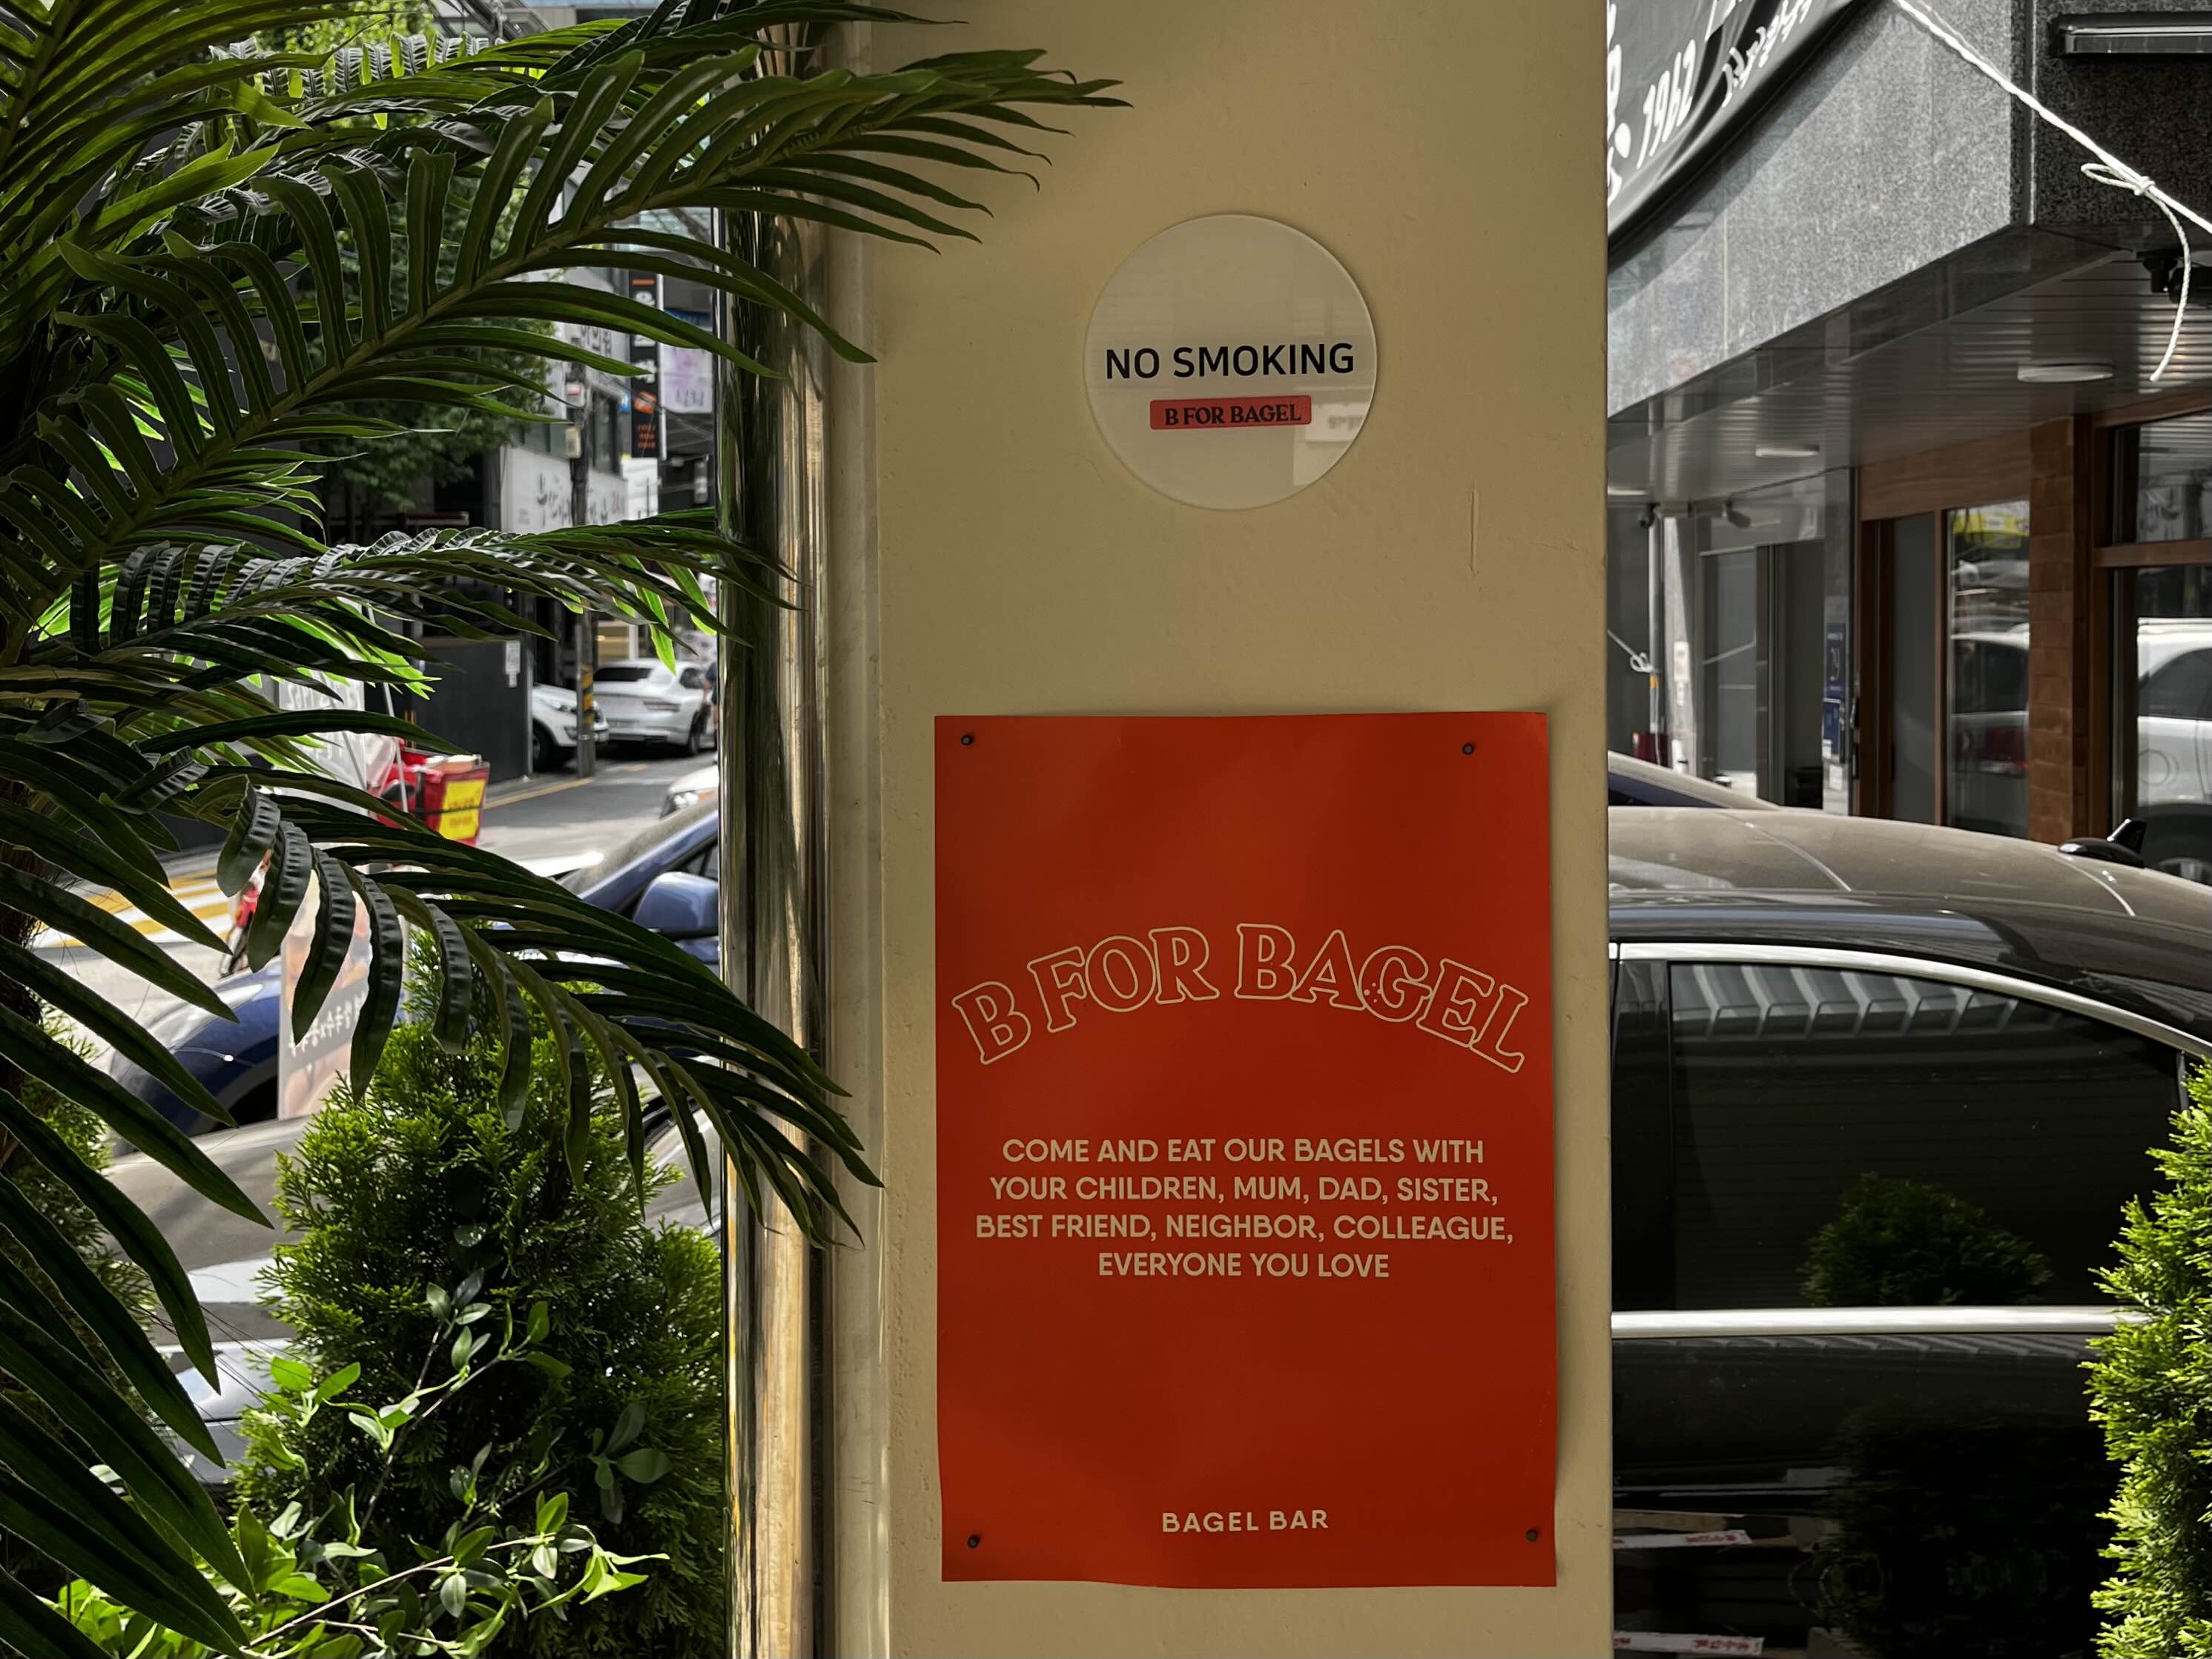 1962
NO SMOKING
B FOR BAGEL
B FOR BAGEL
COME AND EAT OUR BAGELS WITH
YOUR CHILDREN, MUM, DAD, SISTER,
BEST FRIEND, NEIGHBOR, COLLEAGUE,
EVERYONE YOU LOVE
BAGEL BAR